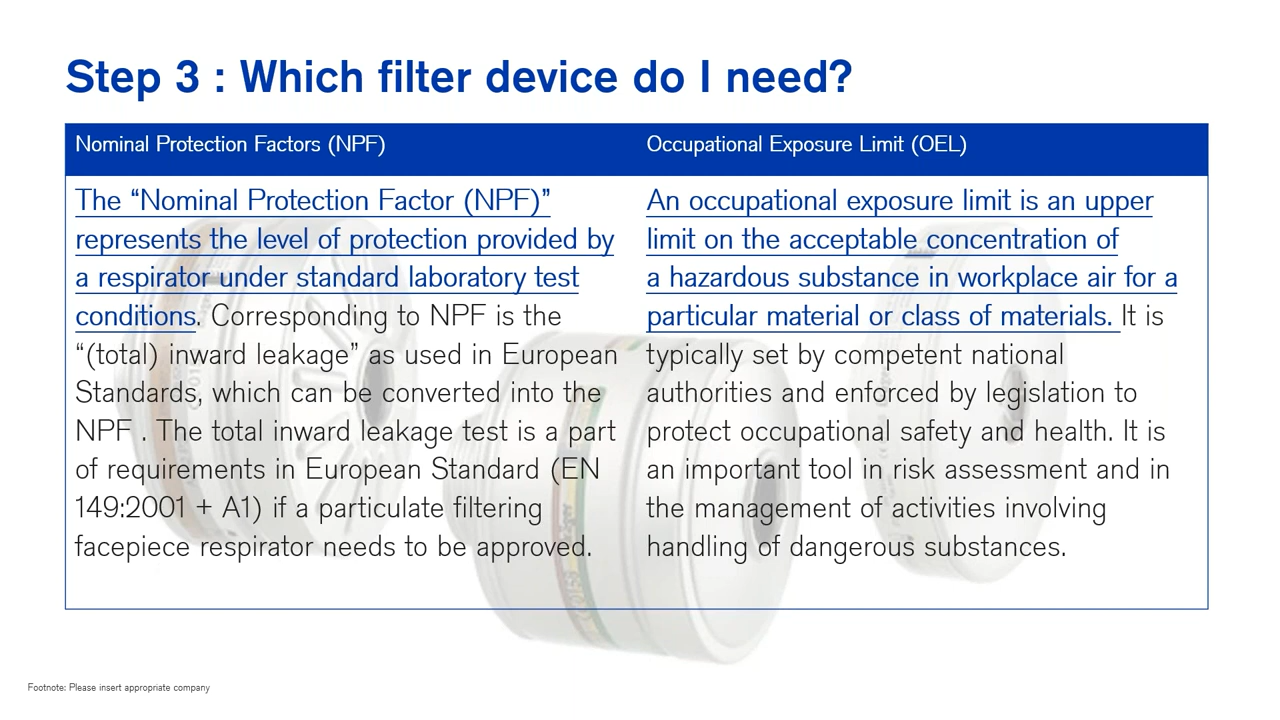 Step 3 : Which filter device do I need?
Nominal Protection Factors (NPF)
The “Nominal Protection Factor (NPF)”
represents the level of protection provided by
a respirator under standard laboratory test
conditions. Corresponding to NPF is the
“(total) inward leakage” as used in European
Standards, which can be converted into the
NPF . The total inward leakage test is a part
of requirements in European Standard (EN
149:2001 + A1) if a particulate filtering
facepiece respirator needs to be approved.
Occupational Exposure Limit (OEL)
An occupational exposure limit is an upper
limit on the acceptable concentration of
a hazardous substance in workplace air for a
particular material or class of materials. It is
typically set by competent national
authorities and enforced by legislation to
protect occupational safety and health. It is
an important tool in risk assessment and in
the management of activities involving
handling of dangerous substances.
Footnote: Please insert appropriate company